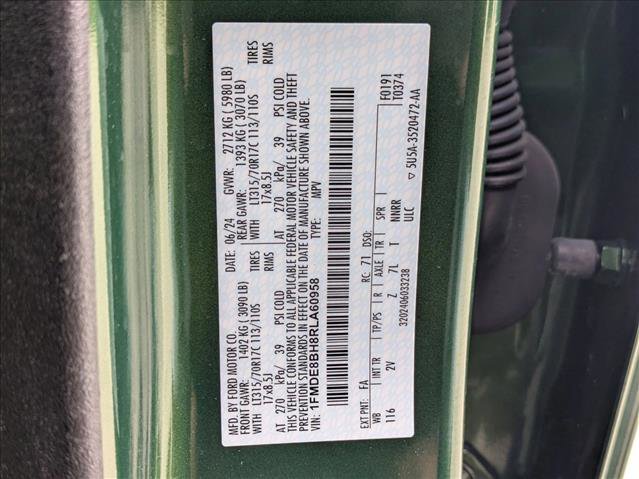 MFD. BY FORD MOTOR CO.
DATE: 06/24 GVWR: 2712 KG ( 5980 LB)
FRONT GAWR: 1402 KG ( 3090 LB) REAR GAWR: 1393 KG ( 3070 LB)
WITH LT315/70R17C 113/110S TIRES WITH LT315/70R17C 113/110S TIRES
17x8.5J RIMS 17x8.5J RIMS
AT 270 kPa/ 39 PSI COLD AT 270 kPa/ 39 PSI COLD
THIS VEHICLE CONFORMS TO ALL APPLICABLE FEDERAL MOTOR VEHICLE SAFETY AND THEFT
PREVENTION STANDARDS IN EFFECT ON THE DATE OF MANUFACTURE SHOWN ABOVE.
VIN: 1FMDE8BH8RLA60958 TYPE: MPV
F0191
T0374
EXT PNT: FA RC: 71 DSO:
WB INT TR TP/PS R AXLE TR SPR
116 2V Z 7L T NNRR
ULC
3202406033238
▽ 5U5A-3520472-AA